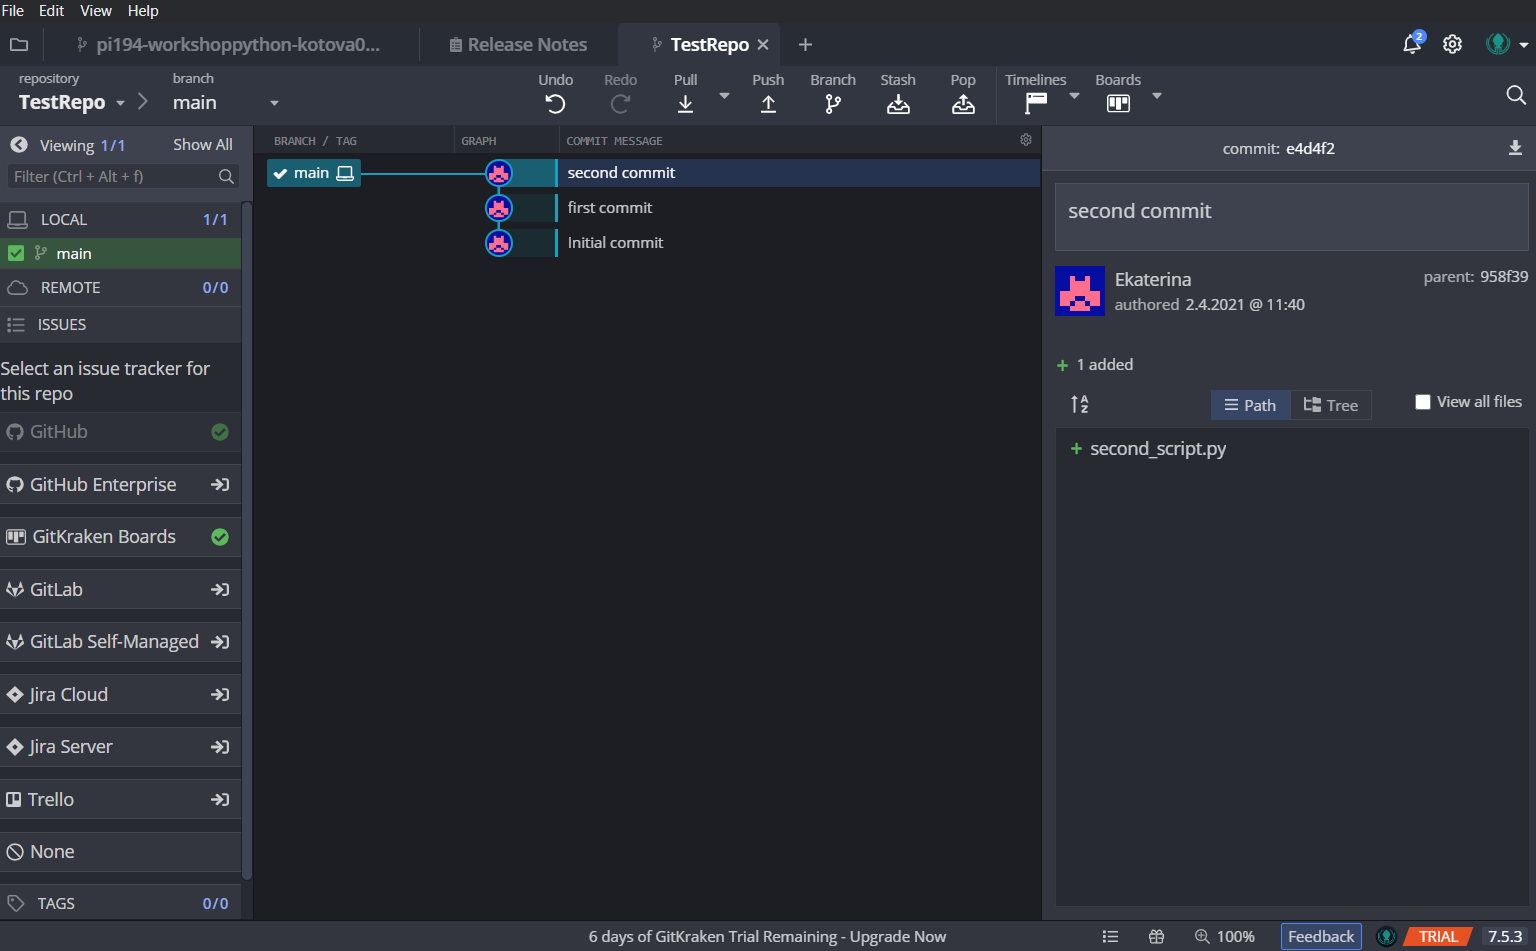 File Edit View Help
pi194-workshoppython-kotova0...
Release Notes
TestRepo
2
repository
TestRepo
branch
main
Undo
Redo
Pull
Push
Branch
Stash
Pop
Timelines
Boards
Viewing 1/1 Show All
Filter (Ctrl + Alt + f)
LOCAL 1/1
main
REMOTE 0/0
ISSUES
Select an issue tracker for
this repo
GitHub
GitHub Enterprise
GitKraken Boards
GitLab
GitLab Self-Managed
Jira Cloud
Jira Server
Trello
None
TAGS 0/0
BRANCH / TAG GRAPH COMMIT MESSAGE
main second commit
first commit
Initial commit
commit: e4d4f2
second commit
Ekaterina
authored 2.4.2021 @ 11:40
parent: 958f39
1 added
A
Z
Path
Tree
View all files
second_script.py
6 days of GitKraken Trial Remaining - Upgrade Now
100%
Feedback
TRIAL
7.5.3